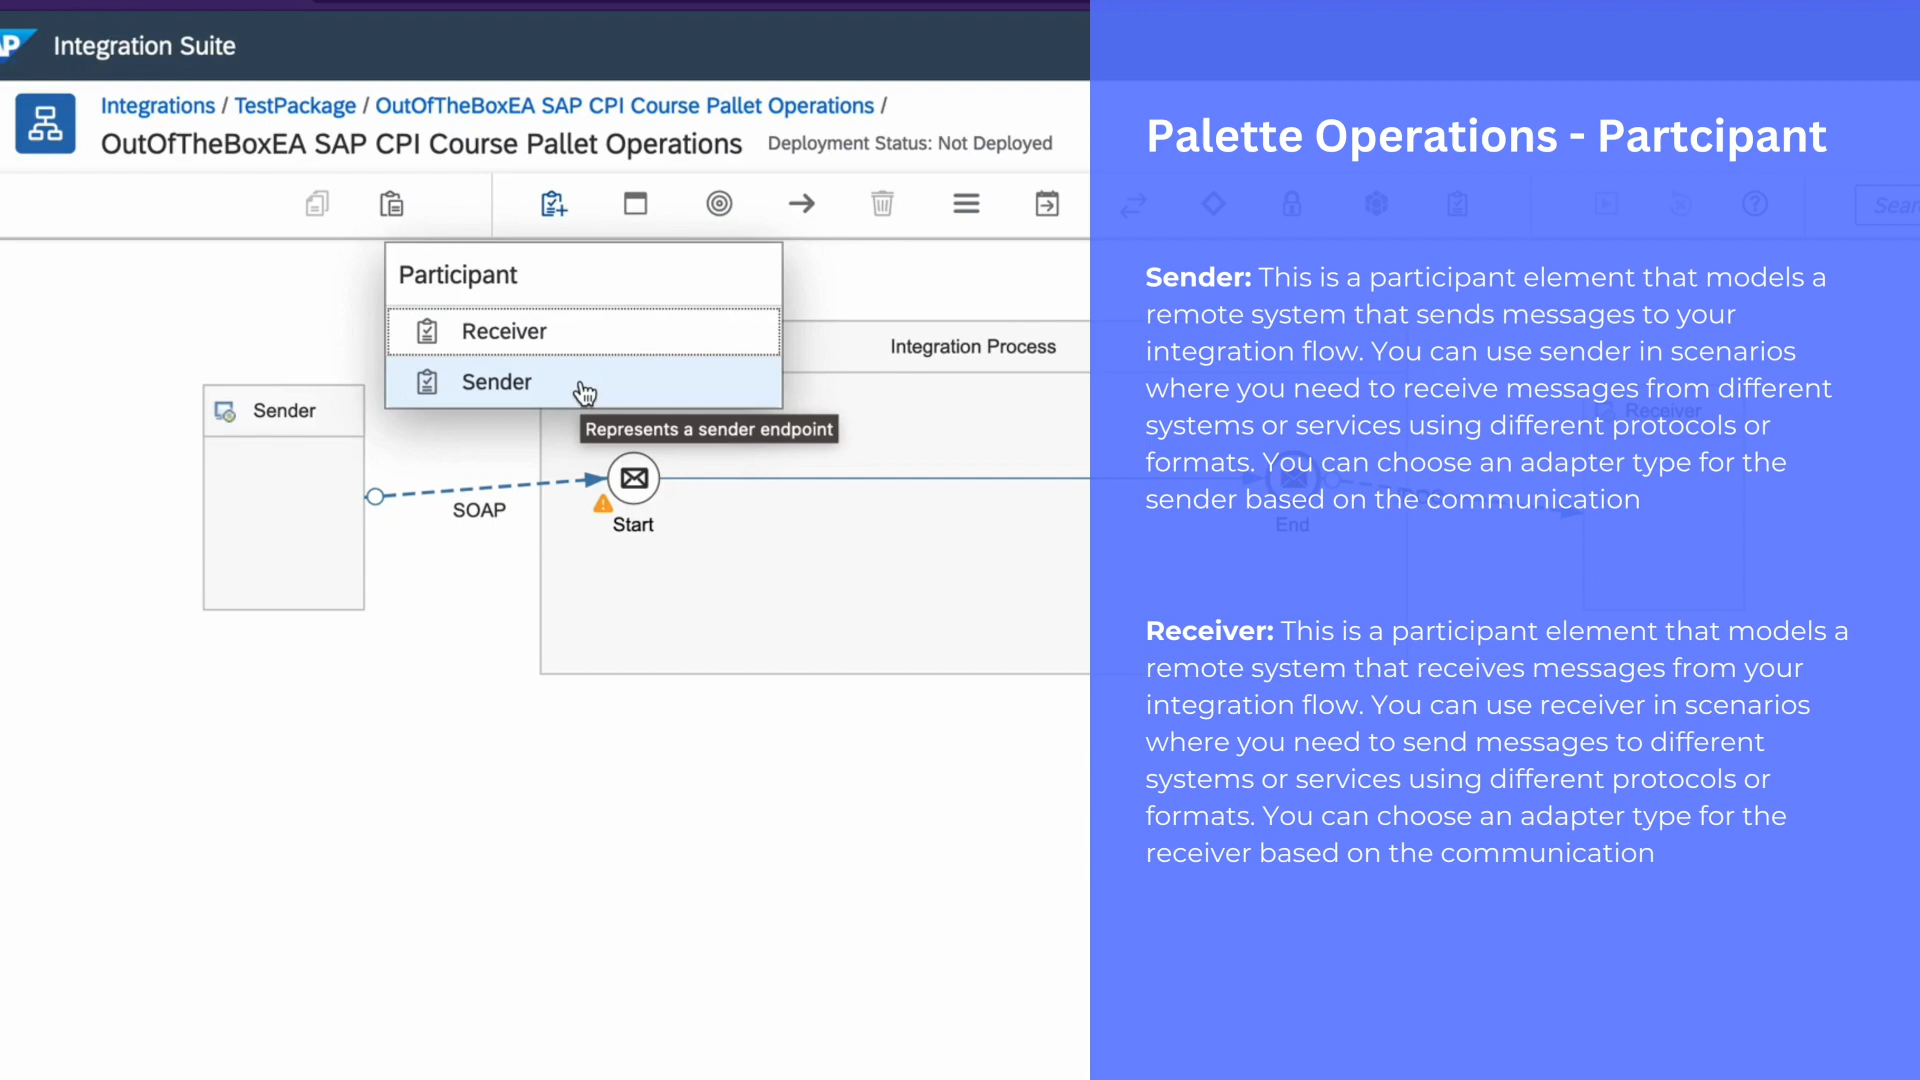 Integration Suite
Integrations / TestPackage / OutOfTheBoxEA SAP CPI Course Pallet Operations /
OutOfTheBoxEA SAP CPI Course Pallet Operations Deployment Status: Not Deployed
Participant
Receiver
Sender
Represents a sender endpoint
Integration Process
Sender
SOAP
Start
Palette Operations - Partcipant
Sender: This is a participant element that models a
remote system that sends messages to your
integration flow. You can use sender in scenarios
where you need to receive messages from different
systems or services using different protocols or
formats. You can choose an adapter type for the
sender based on the communication
Receiver
End
Receiver: This is a participant element that models a
remote system that receives messages from your
integration flow. You can use receiver in scenarios
where you need to send messages to different
systems or services using different protocols or
formats. You can choose an adapter type for the
receiver based on the communication